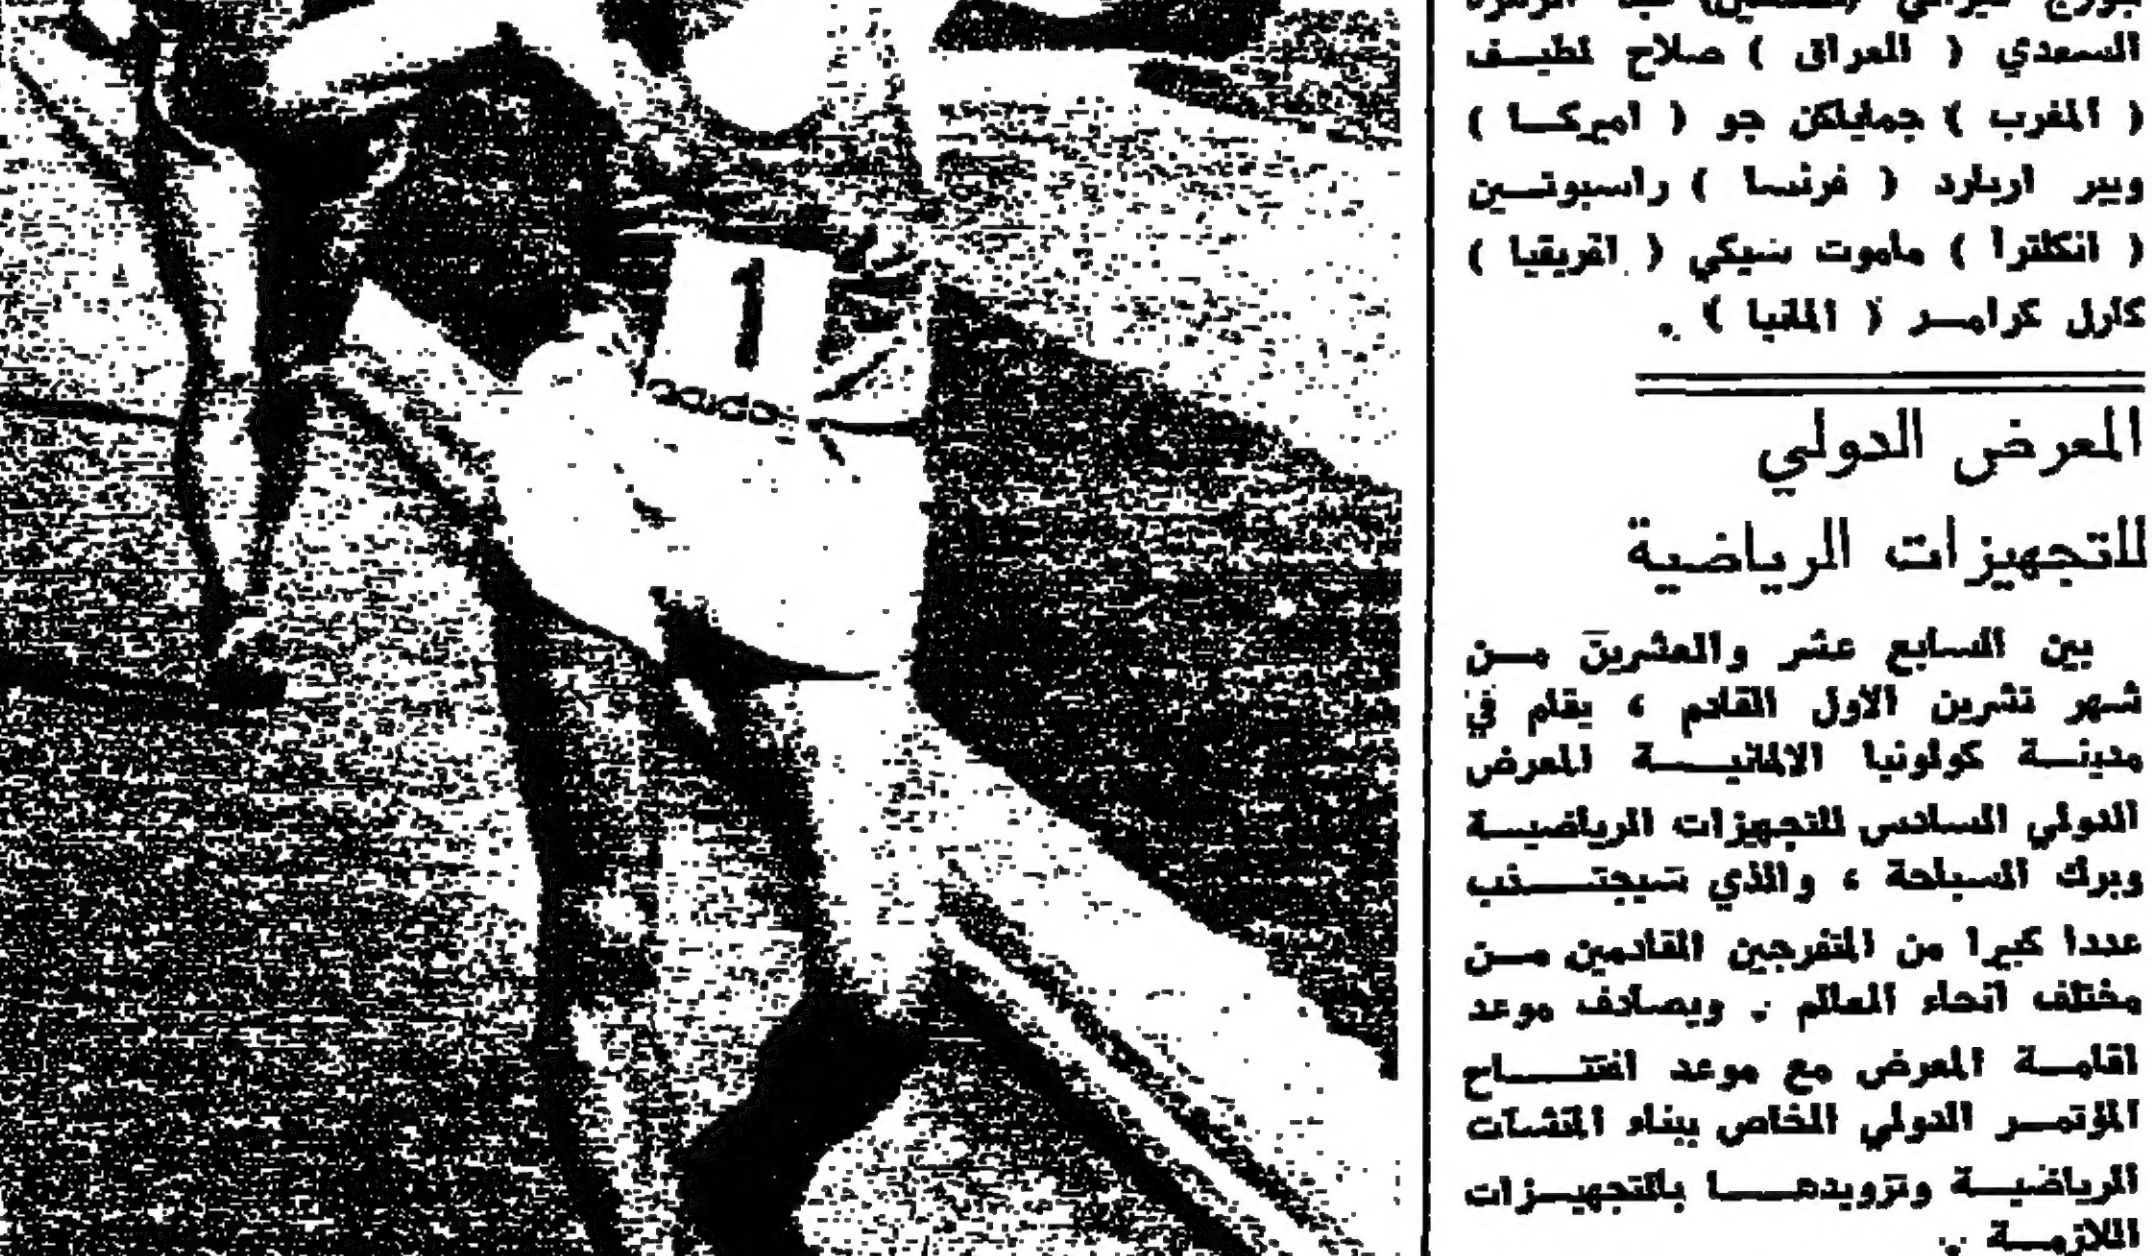 السعدي ( العراق ) صلاح لطيف
( المغرب ) جمايلكن جو ( اميركا )
وبير اربارد ( فرنسا ) راسبوتين
( انكلترا ) ماموت سيكي ( افريقيا )
كارل كرامر ( المانيا ) .
المعرض الدولي
للتجهيزات الرياضية
بين السابع عشر والعشرين من
شهر تشرين الاول القادم ، يقام في
مدينة كولونيا الالمانية المعرض
الدولي السادس للتجهيزات الرياضية
وبرك السباحة ، والذي سيجتذب
عددا كبيرا من المتفرجين القادمين من
مختلف انحاء العالم . ويصادف موعد
اقامة المعرض مع موعد افتتاح
المؤتمر الدولي الخاص ببناء المنشآت
الرياضية وتزويدها بالتجهيزات
اللازمة .
1